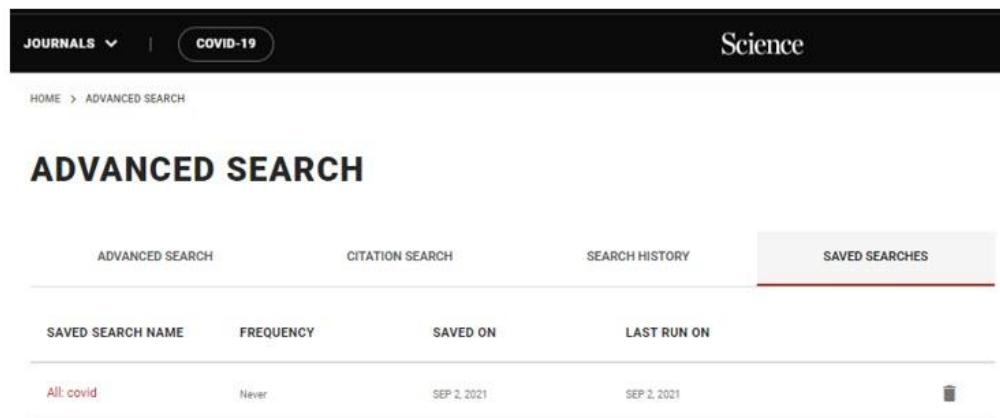 JOURNALS | COVID-19 Science
HOME > ADVANCED SEARCH
ADVANCED SEARCH
ADVANCED SEARCH CITATION SEARCH SEARCH HISTORY SAVED SEARCHES
SAVED SEARCH NAME FREQUENCY SAVED ON LAST RUN ON
All: covid Never SEP 2, 2021 SEP 2, 2021